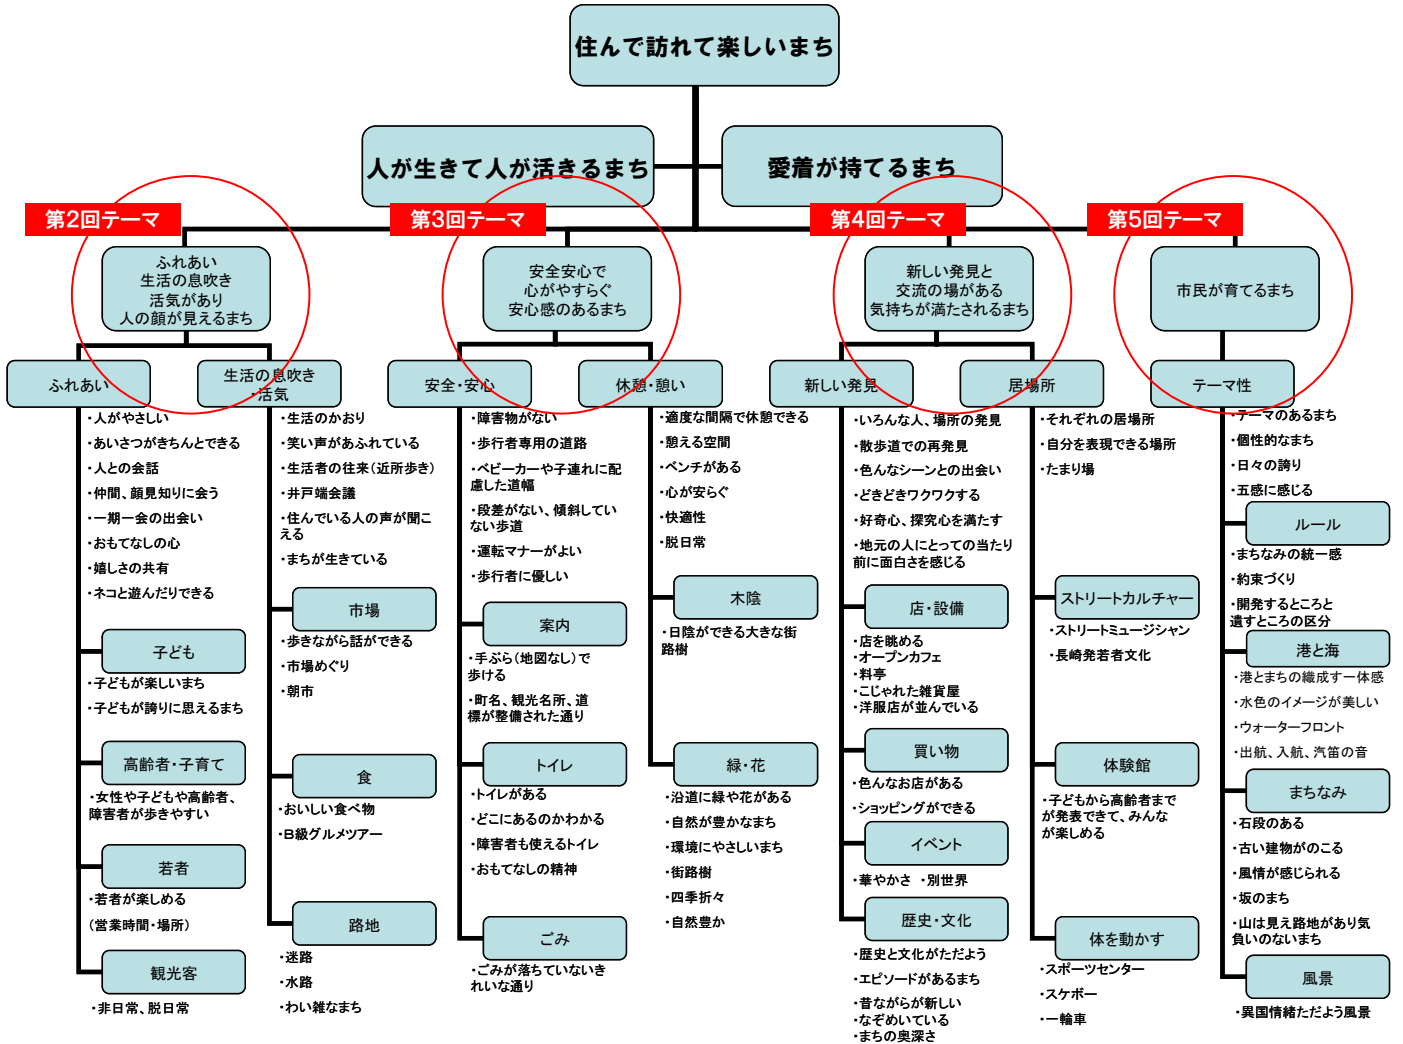 住んで訪れて楽しいまち
人が生きて人が活きるまち
愛着が持てるまち
第2回テーマ
ふれあい
生活の息吹き
活気があり
人の顔が見えるまち
ふれあい
・人がやさしい
・あいさつがきちんとできる
・人との会話
・仲間、顔見知りに会う
・一期一会の出会い
・おもてなしの心
・嬉しさの共有
・ネコと遊んだりできる
子ども
・子どもが楽しいまち
・子どもが誇りに思えるまち
高齢者・子育て
・女性や子どもや高齢者、
障害者が歩きやすい
若者
・若者が楽しめる
(営業時間・場所)
観光客
・非日常、脱日常
生活の息吹き
・活気
・生活のかおり
・笑い声があふれている
・生活者の往来(近所歩き)
・井戸端会議
・住んでいる人の声が聞こ
える
・まちが生きている
市場
・歩きながら話ができる
・市場めぐり
・朝市
食
・おいしい食べ物
・B級グルメツアー
路地
・迷路
・水路
・わい雑なまち
第3回テーマ
安全安心で
心がやすらぐ
安心感のあるまち
安全・安心
・障害物がない
・歩行者専用の道路
・ベビーカーや子連れに配
慮した道幅
・段差がない、傾斜してい
ない歩道
・運転マナーがよい
・歩行者に優しい
案内
・手ぶら(地図なし)で
歩ける
・町名、観光名所、道
標が整備された通り
トイレ
・トイレがある
・どこにあるのかわかる
・障害者も使えるトイレ
・おもてなしの精神
ごみ
・ごみが落ちていないき
れいな通り
休憩・憩い
・適度な間隔で休憩できる
・憩える空間
・ベンチがある
・心が安らぐ
・快適性
・脱日常
木陰
・日陰ができる大きな街
路樹
緑・花
・沿道に緑や花がある
・自然が豊かなまち
・環境にやさしいまち
・街路樹
・四季折々
・自然豊か
第4回テーマ
新しい発見と
交流の場がある
気持ちが満たされるまち
新しい発見
・いろんな人、場所の発見
・散歩道での再発見
・色んなシーンとの出会い
・どきどきワクワクする
・好奇心、探究心を満たす
・地元の人にとっての当たり
前に面白さを感じる
店・設備
・店を眺める
・オープンカフェ
・料亭
・こじゃれた雑貨屋
・洋服店が並んでいる
買い物
・色んなお店がある
・ショッピングができる
イベント
・華やかさ ・別世界
歴史・文化
・歴史と文化がただよう
・エピソードがあるまち
・昔ながらが新しい
・なぞめいている
・まちの奥深さ
居場所
・それぞれの居場所
・自分を表現できる場所
・たまり場
ストリートカルチャー
・ストリートミュージシャン
・長崎発若者文化
体験館
・子どもから高齢者まで
が発表できて、みんな
が楽しめる
体を動かす
・スポーツセンター
・スケボー
・一輪車
第5回テーマ
市民が育てるまち
テーマ性
・テーマのあるまち
・個性的なまち
・日々の誇り
・五感に感じる
ルール
・まちなみの統一感
・約束づくり
・開発するところと
遺すところの区分
港と海
・港とまちの織成す一体感
・水色のイメージが美しい
・ウォーターフロント
・出航、入航、汽笛の音
まちなみ
・石段のある
・古い建物がのこる
・風情が感じられる
・坂のまち
・山は見え路地があり気
負いのないまち
風景
・異国情緒ただよう風景